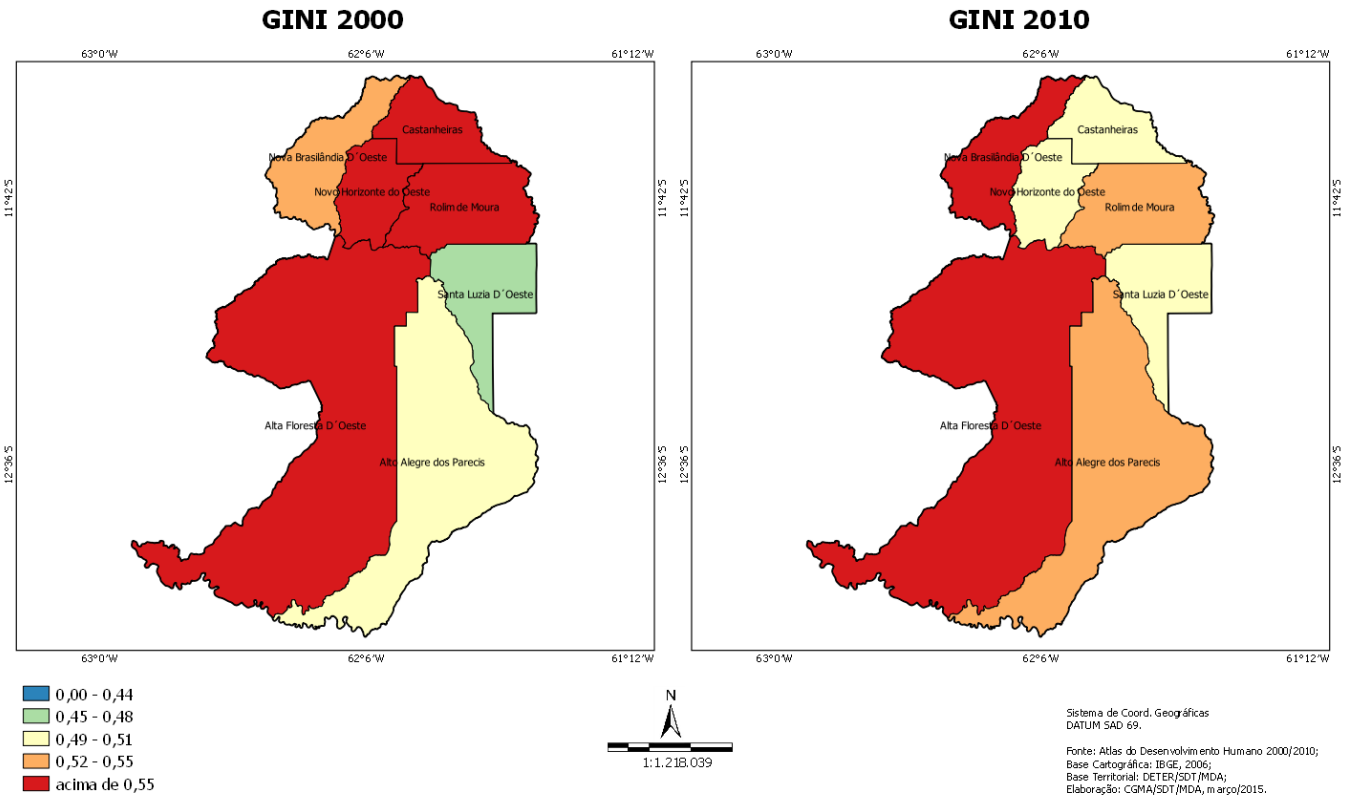 GINI 2000
GINI 2010
63°0´W
62°6´W
61°12´W
63°0´W
62°6´W
61°12´W
11°42´S
12°36´S
Castanheiras
Nova Brasilândia D´Oeste
Novo Horizonte do Oeste
Rolim de Moura
Santa Luzia D´Oeste
Alta Floresta D´Oeste
Alto Alegre dos Parecis
11°42´S
12°36´S
11°42´S
12°36´S
Castanheiras
Nova Brasilândia D´Oeste
Novo Horizonte do Oeste
Rolim de Moura
Santa Luzia D´Oeste
Alta Floresta D´Oeste
Alto Alegre dos Parecis
11°42´S
12°36´S
63°0´W
62°6´W
61°12´W
63°0´W
62°6´W
61°12´W
0,00 - 0,44
0,45 - 0,48
0,49 - 0,51
0,52 - 0,55
acima de 0,55
N
1:1.218.039
Sistema de Coord. Geográficas
DATUM SAD 69.
Fonte: Atlas do Desenvolvimento Humano 2000/2010;
Base Cartográfica: IBGE, 2006;
Base Territorial: DETER/SDT/MDA;
Elaboração: CGMA/SDT/MDA, março/2015.